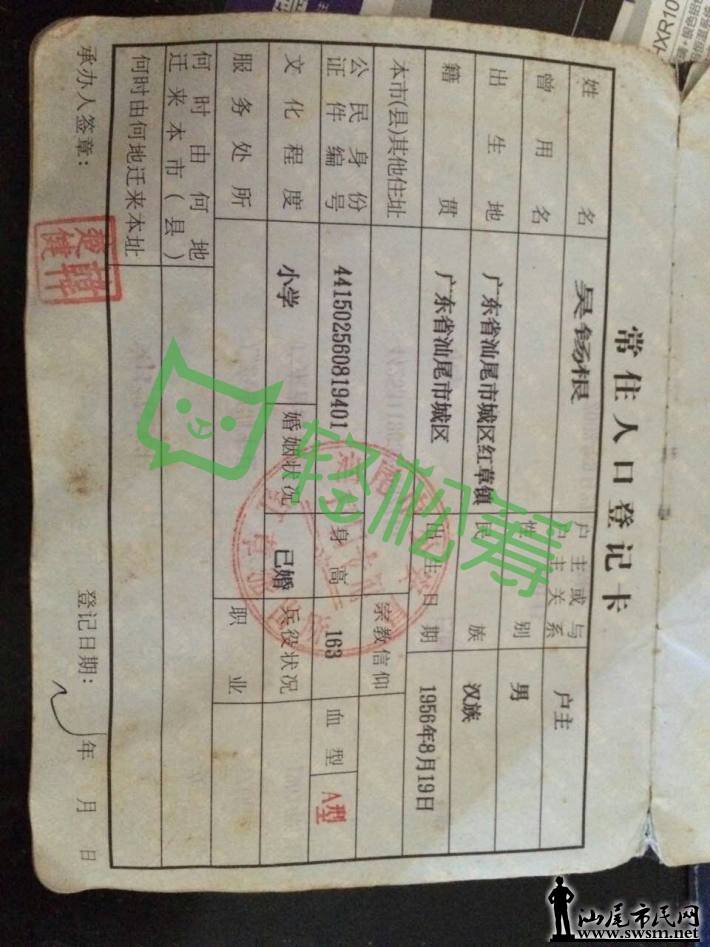 常住人口登记卡
姓名 吴锡根 户主或与户主关系 户主
曾用名 性别 男
出生地 广东省汕尾市城区红草镇 民族 汉族
籍贯 广东省汕尾市城区 出生日期 1956年8月19日
本市(县)其他住址 宗教信仰
公民身份证件编号 441502560819401 身高 163 血型 A型
文化程度 小学 婚姻状况 已婚 兵役状况
服务处所 职业
何时由何地迁来本市(县)
何时由何地迁来本址
承办人签章: 登记日期: 年 月 日
轻松筹
汕尾市民网
www.swsm.net